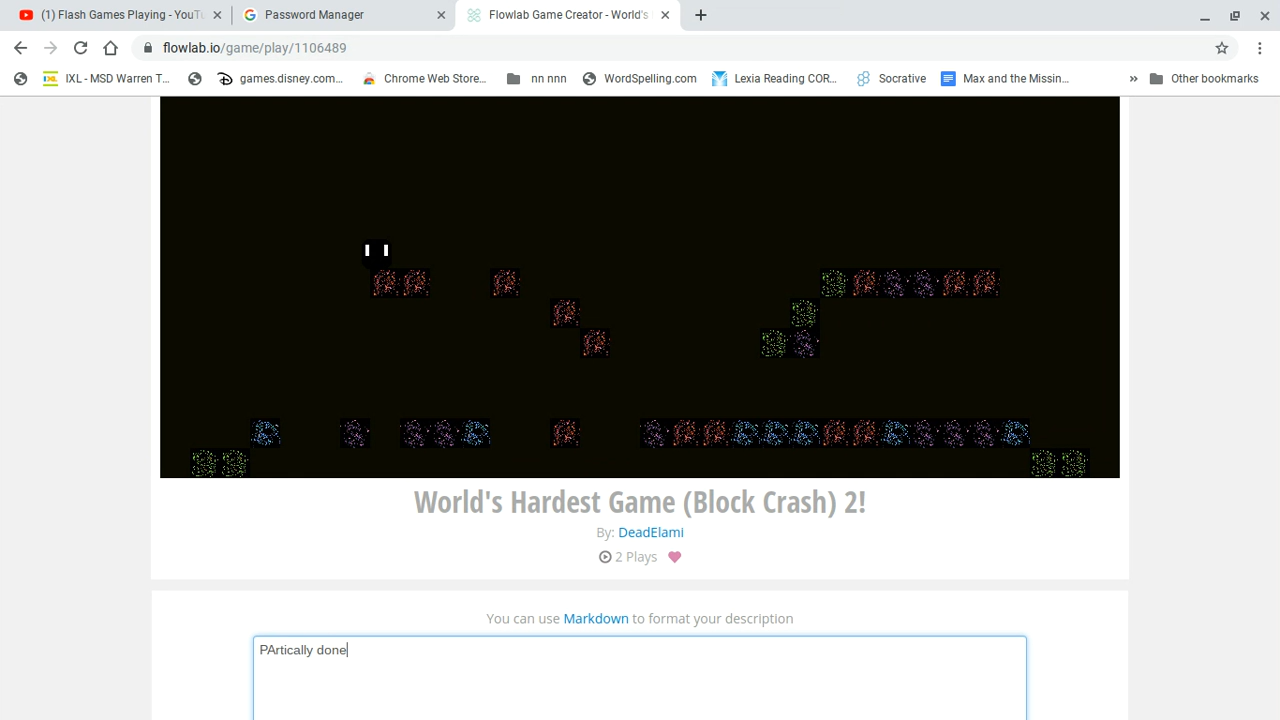 (1) Flash Games Playing - YouTu
Password Manager
Flowlab Game Creator - World's
flowlab.io/game/play/1106489
IXL - MSD Warren T...
games.disney.com...
Chrome Web Store...
nn nnn
WordSpelling.com
Lexia Reading COR...
Socrative
Max and the Missin...
»
Other bookmarks
World's Hardest Game (Block Crash) 2!
By: DeadElami
2 Plays
You can use Markdown to format your description
PArtically done